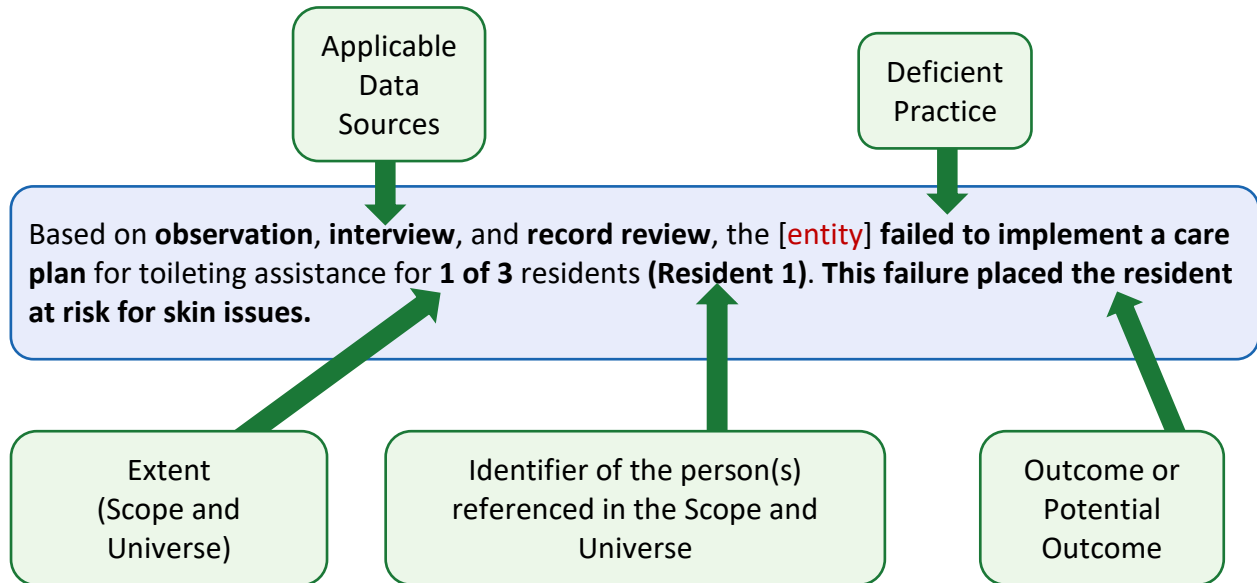 Applicable
Data
Sources
Deficient
Practice
Based on observation, interview, and record review, the [entity] failed to implement a care
plan for toileting assistance for 1 of 3 residents (Resident 1). This failure placed the resident
at risk for skin issues.
Extent
(Scope and
Universe)
Identifier of the person(s)
referenced in the Scope and
Universe
Outcome or
Potential
Outcome